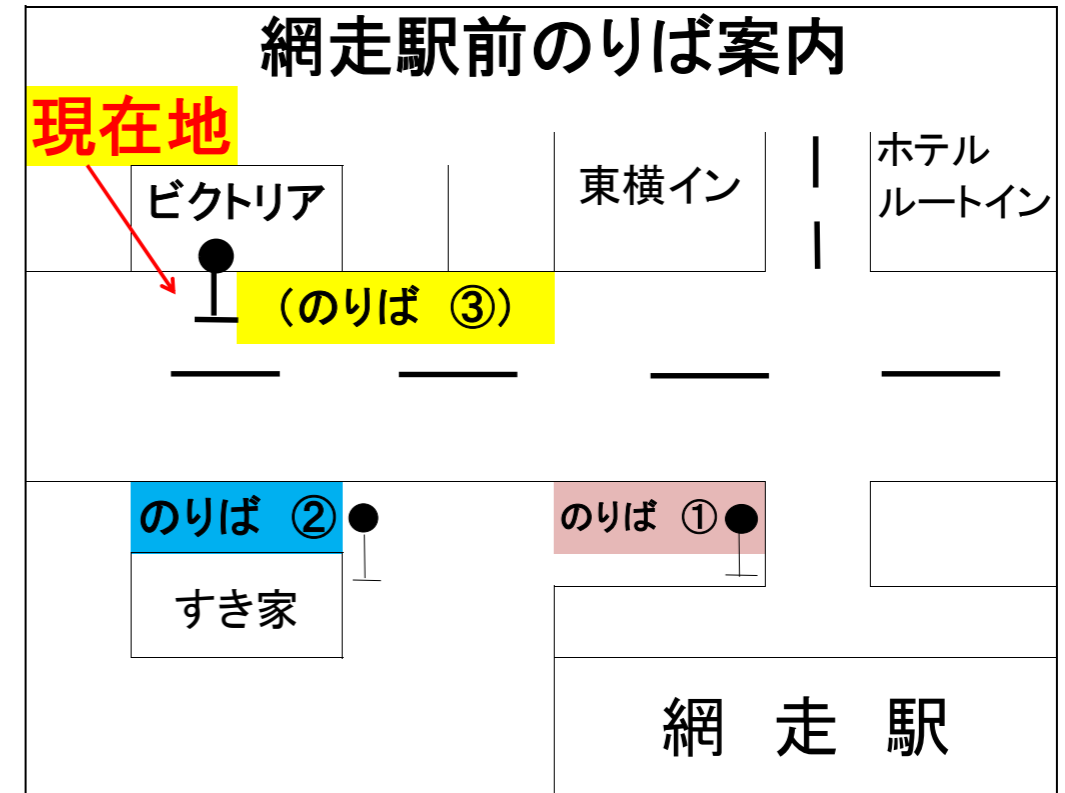 網走駅前のりば案内
現在地
ビクトリア
東横イン
ホテル
ルートイン
（のりば　③）
のりば　②
のりば　①
すき家
網　走　駅